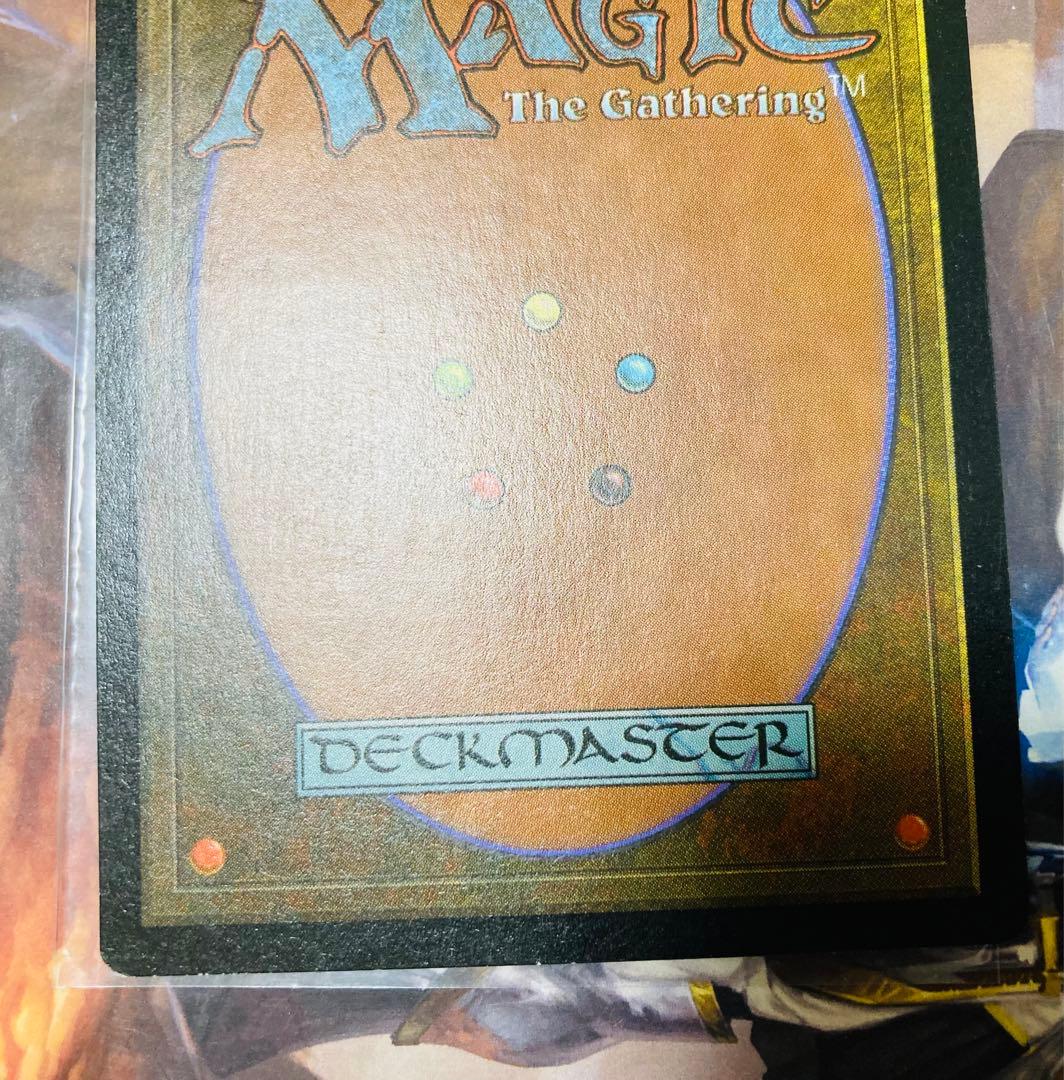 MAGIC
The Gathering™
DECKMASTER